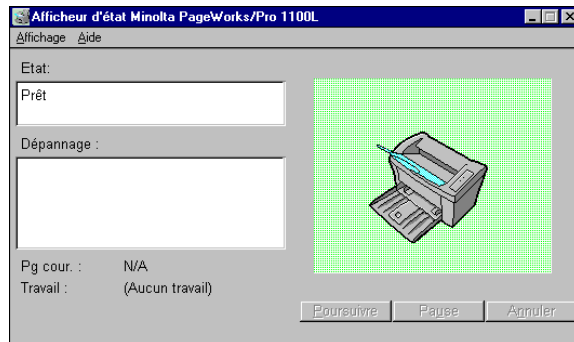 Afficheur d'état Minolta PageWorks/Pro 1100L
Affichage Aide
Etat:
Prêt
Dépannage :
Pg cour. : N/A
Travail : (Aucun travail)
Poursuivre Pause Annuler